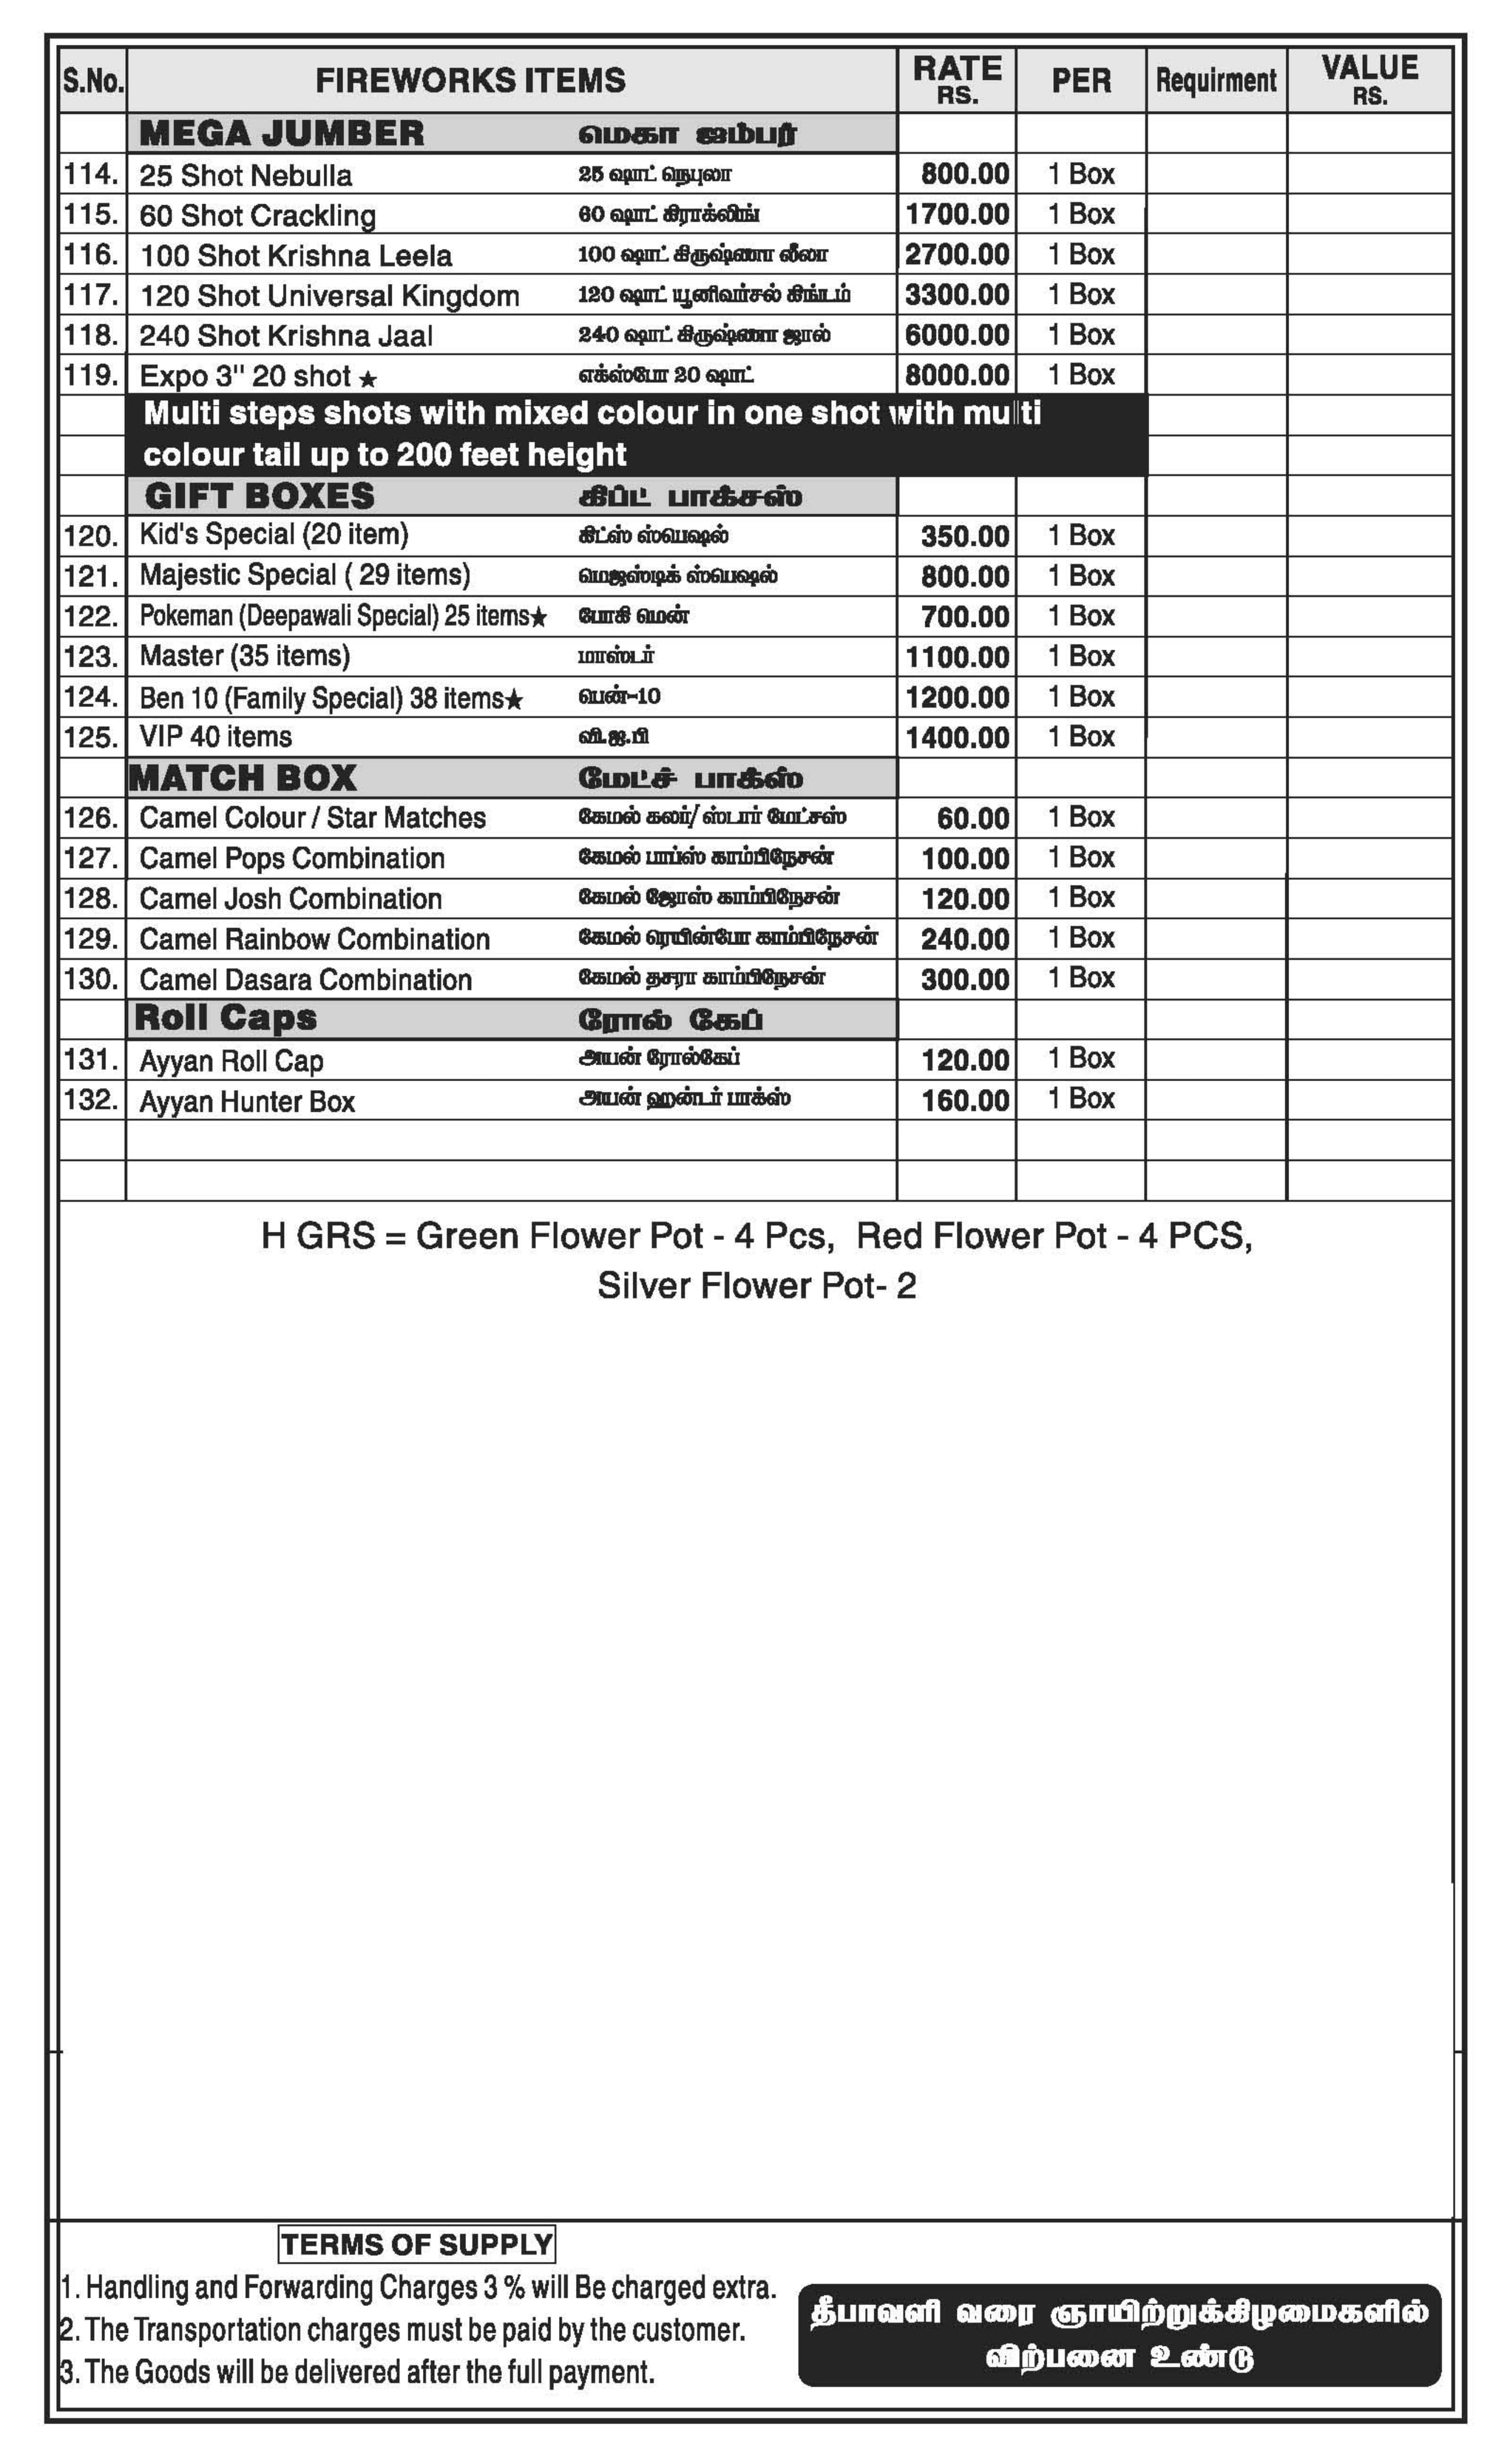 S.No. FIREWORKS ITEMS RATE RS. PER Requirment VALUE RS.
MEGA JUMBER மெகா ஜம்பர்
114. 25 Shot Nebulla 25 ஷாட் நெபுலா 800.00 1 Box
115. 60 Shot Crackling 60 ஷாட் கிராக்லிங் 1700.00 1 Box
116. 100 Shot Krishna Leela 100 ஷாட் கிருஷ்ணா லீலா 2700.00 1 Box
117. 120 Shot Universal Kingdom 120 ஷாட் யூனிவர்சல் கிங்டம் 3300.00 1 Box
118. 240 Shot Krishna Jaal 240 ஷாட் கிருஷ்ணா ஜால் 6000.00 1 Box
119. Expo 3" 20 shot ★ எக்ஸ்போ 20 ஷாட் 8000.00 1 Box
Multi steps shots with mixed colour in one shot with multi
colour tail up to 200 feet height
GIFT BOXES கிப்ட் பாக்சஸ்
120. Kid's Special (20 item) கிட்ஸ் ஸ்பெஷல் 350.00 1 Box
121. Majestic Special ( 29 items) மெஜஸ்டிக் ஸ்பெஷல் 800.00 1 Box
122. Pokeman (Deepawali Special) 25 items★ போகி மென் 700.00 1 Box
123. Master (35 items) மாஸ்டர் 1100.00 1 Box
124. Ben 10 (Family Special) 38 items★ பென்-10 1200.00 1 Box
125. VIP 40 items வி.ஐ.பி 1400.00 1 Box
MATCH BOX மேட்ச் பாக்ஸ்
126. Camel Colour / Star Matches கேமல் கலர்/ ஸ்டார் மேட்சஸ் 60.00 1 Box
127. Camel Pops Combination கேமல் பாப்ஸ் காம்பிநேசன் 100.00 1 Box
128. Camel Josh Combination கேமல் ஜோஸ் காம்பிநேசன் 120.00 1 Box
129. Camel Rainbow Combination கேமல் ரெயின்போ காம்பிநேசன் 240.00 1 Box
130. Camel Dasara Combination கேமல் தசரா காம்பிநேசன் 300.00 1 Box
Roll Caps ரோல் கேப்
131. Ayyan Roll Cap அயன் ரோல்கேப் 120.00 1 Box
132. Ayyan Hunter Box அயன் ஹன்டர் பாக்ஸ் 160.00 1 Box
H GRS = Green Flower Pot - 4 Pcs, Red Flower Pot - 4 PCS,
Silver Flower Pot- 2
TERMS OF SUPPLY
1. Handling and Forwarding Charges 3 % will Be charged extra.
2. The Transportation charges must be paid by the customer.
3. The Goods will be delivered after the full payment.
தீபாவளி வரை ஞாயிற்றுக்கிழமைகளில்
விற்பனை உண்டு